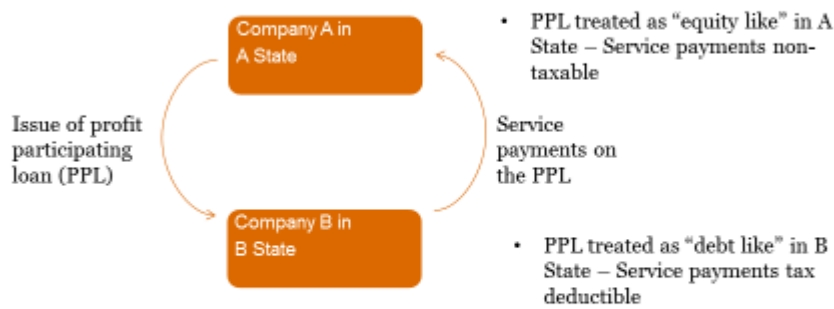 Company A in
A State
• PPL treated as “equity like” in A
State – Service payments non-
taxable
Issue of profit
participating
loan (PPL)
Service
payments on
the PPL
Company B in
B State
• PPL treated as “debt like” in B
State – Service payments tax
deductible